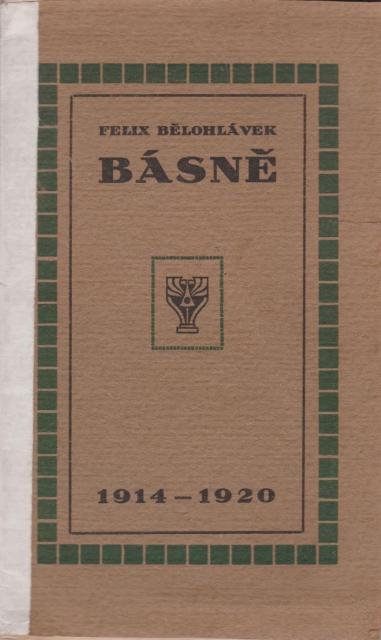 FELIX BĚLOHLÁVEK
BÁSNĚ
1914 – 1920